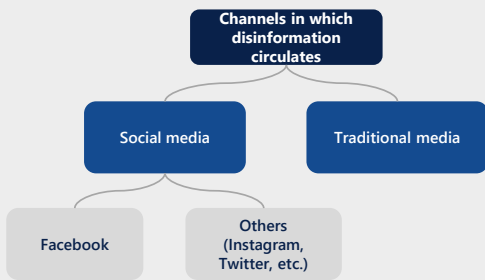 Channels in which
disinformation
circulates
Social media
Traditional media
Facebook
Others
(Instagram,
Twitter, etc.)